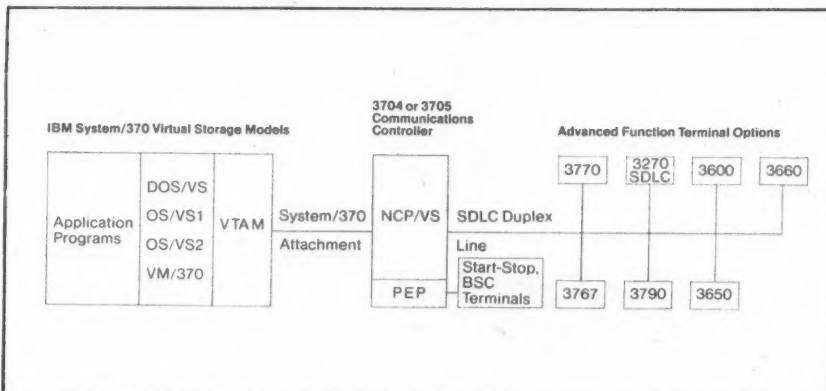 IBM System/370 Virtual Storage Models
Application
Programs
DOS/VS
OS/VS1
OS/VS2
VM/370
VTAM
System/370
Attachment
3704 or 3705
Communications
Controller
NCP/VS
PEP
SDLC Duplex
Line
Start-Stop,
BSC
Terminals
Advanced Function Terminal Options
3770
3270
SDLC
3600
3660
3767
3790
3650